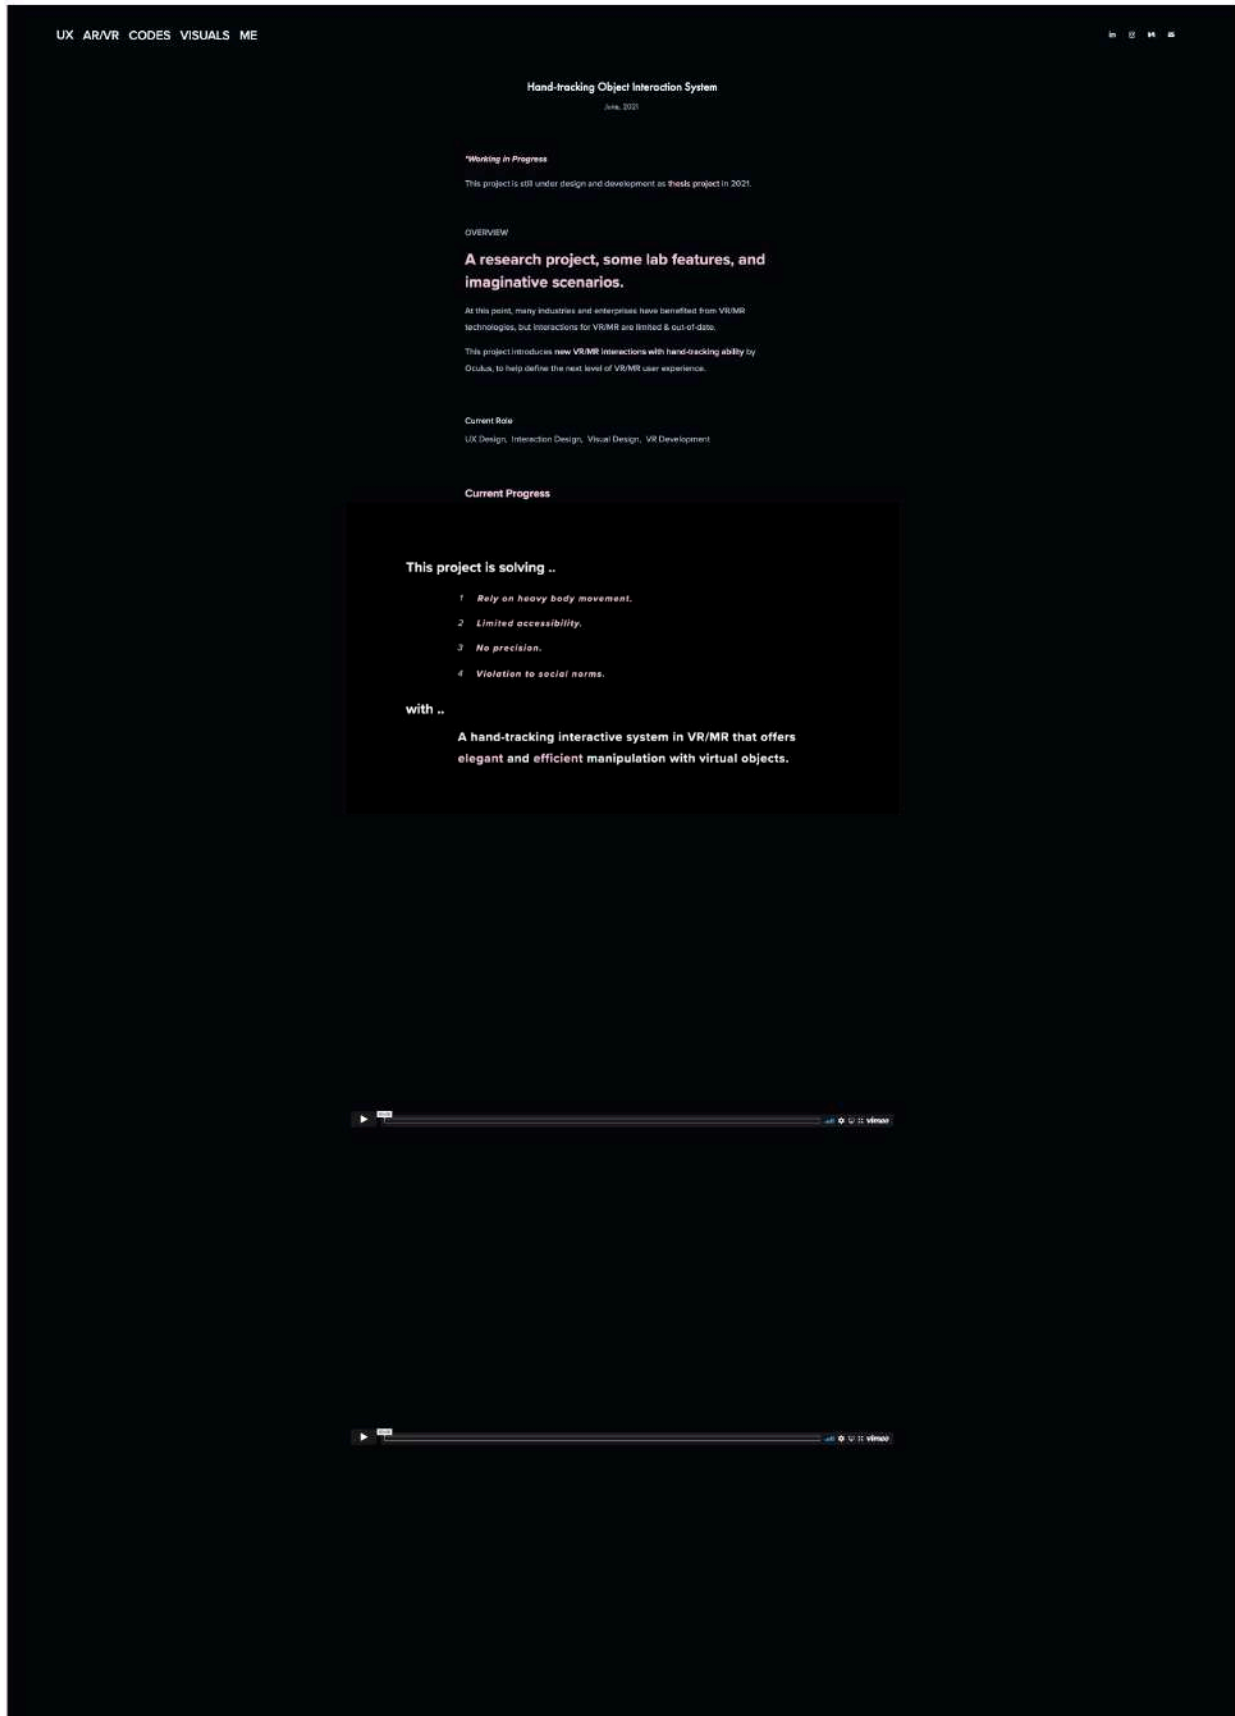 UX AR/VR CODES VISUALS ME
Hand-tracking Object Interaction System
June, 2021
*Working in Progress
This project is still under design and development as thesis project in 2021.
OVERVIEW
A research project, some lab features, and
imaginative scenarios.
At this point, many industries and enterprises have benefited from VR/MR
technologies, but interactions for VR/MR are limited & out-of-date.
This project introduces new VR/MR interactions with hand-tracking ability by
Oculus, to help define the next level of VR/MR user experience.
Current Role
UX Design, Interaction Design, Visual Design, VR Development
Current Progress
This project is solving ..
1 Rely on heavy body movement.
2 Limited accessibility.
3 No precision.
4 Violation to social norms.
with ..
A hand-tracking interactive system in VR/MR that offers
elegant and efficient manipulation with virtual objects.
vimeo
vimeo